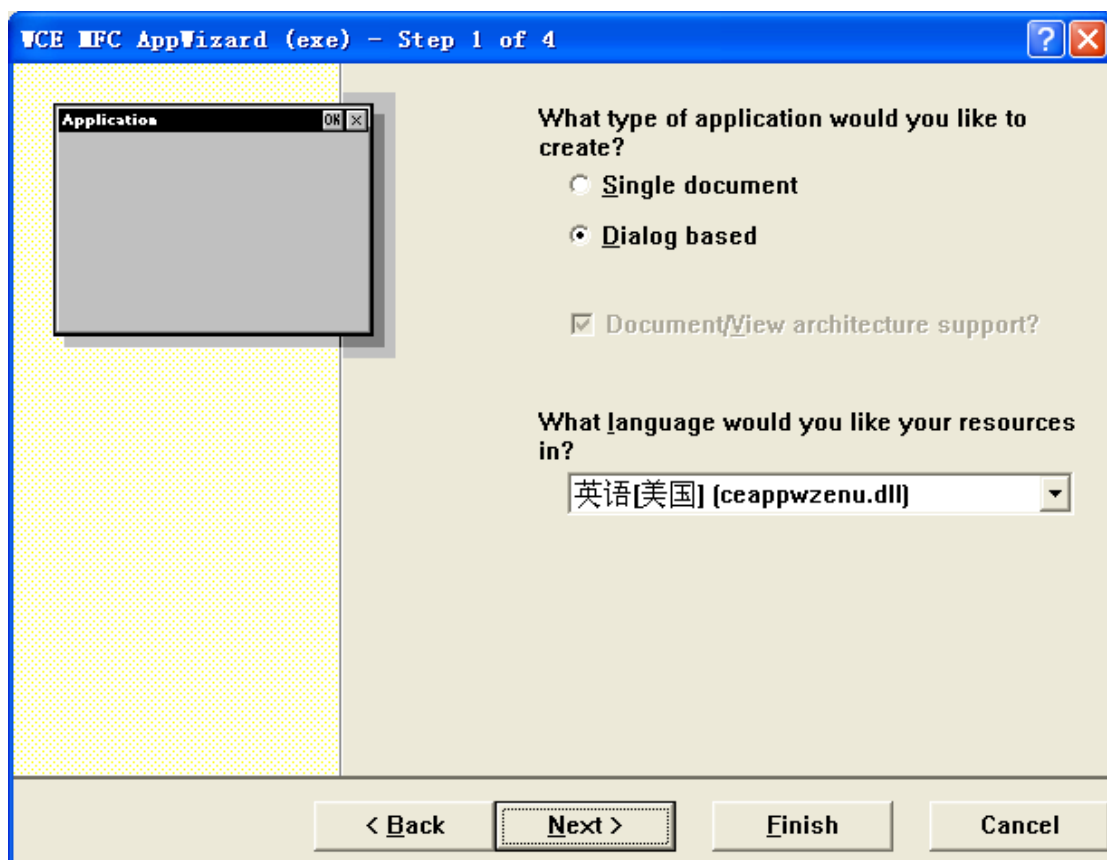 WCE MFC AppWizard (exe) - Step 1 of 4
Application OK
What type of application would you like to
create?
Single document
Dialog based
Document/View architecture support?
What language would you like your resources
in?
英语[美国] (ceappwzenu.dll)
< Back Next > Finish Cancel